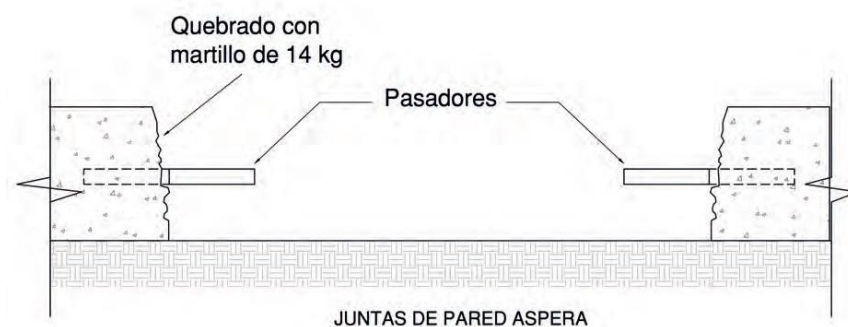 Quebrado con
martillo de 14 kg
Pasadores
JUNTAS DE PARED ASPERA